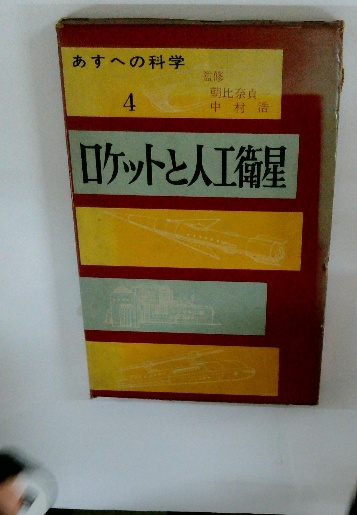 あすへの科学
4
監修
朝比奈貞一
中村 浩
ロケットと人工衛星